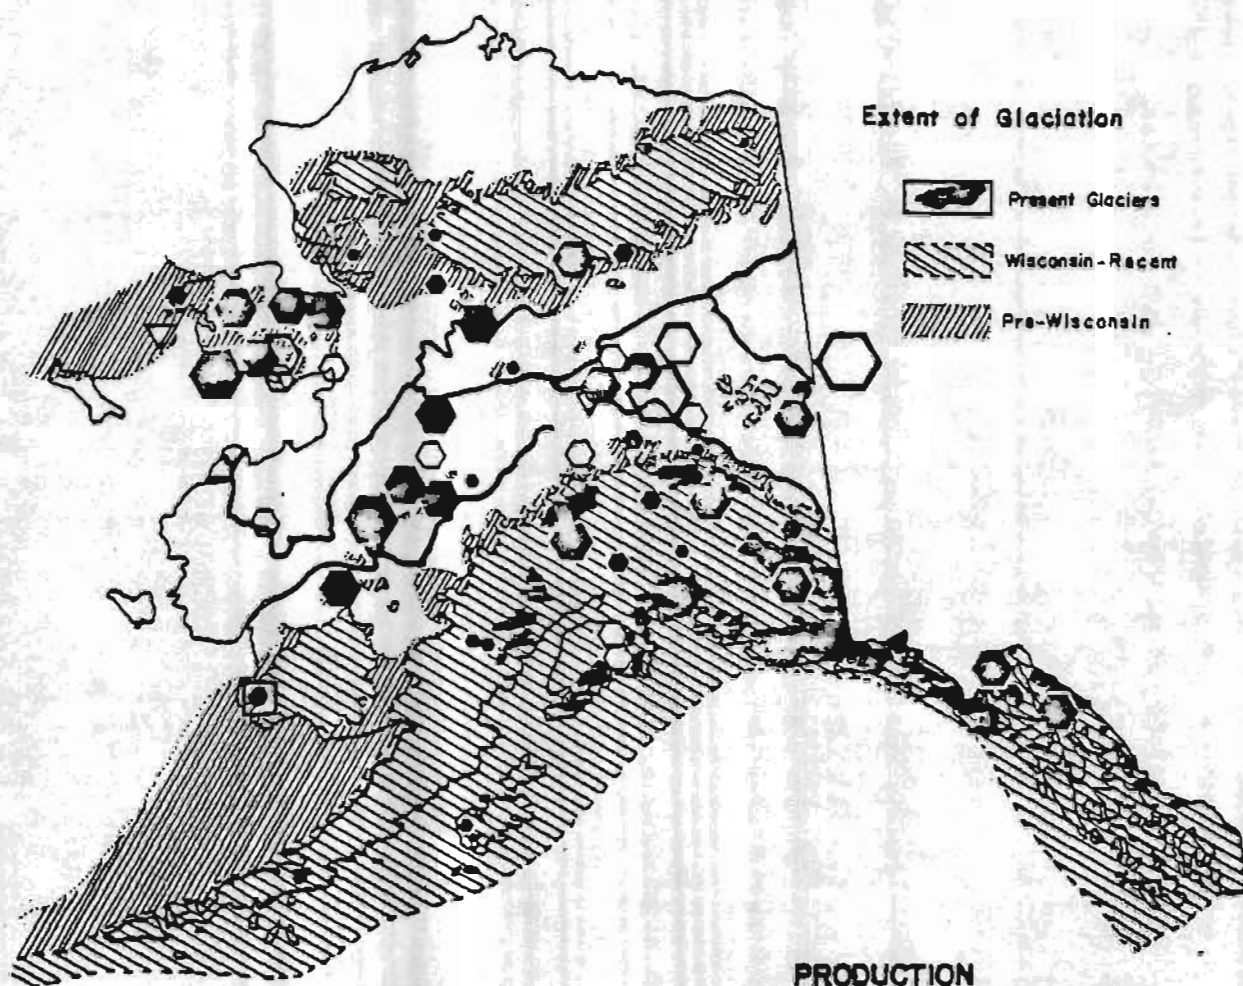 Extent of Glaciation
Present Glaciers
Wisconsin-Recent
Pre-Wisconsin
PRODUCTION